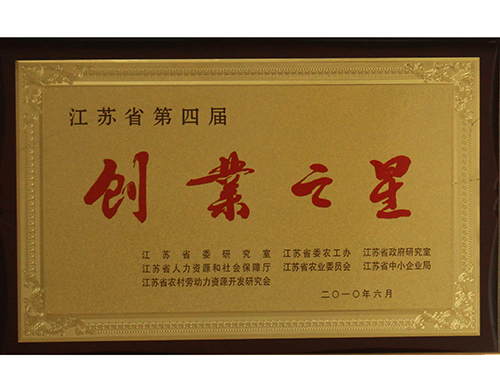 江苏省第四届
创業之星
江苏省委研究室 江苏省委农工办 江苏省政府研究室
江苏省人力资源和社会保障厅 江苏省农业委员会 江苏省中小企业局
江苏省农村劳动力资源开发研究会
二〇一〇年六月